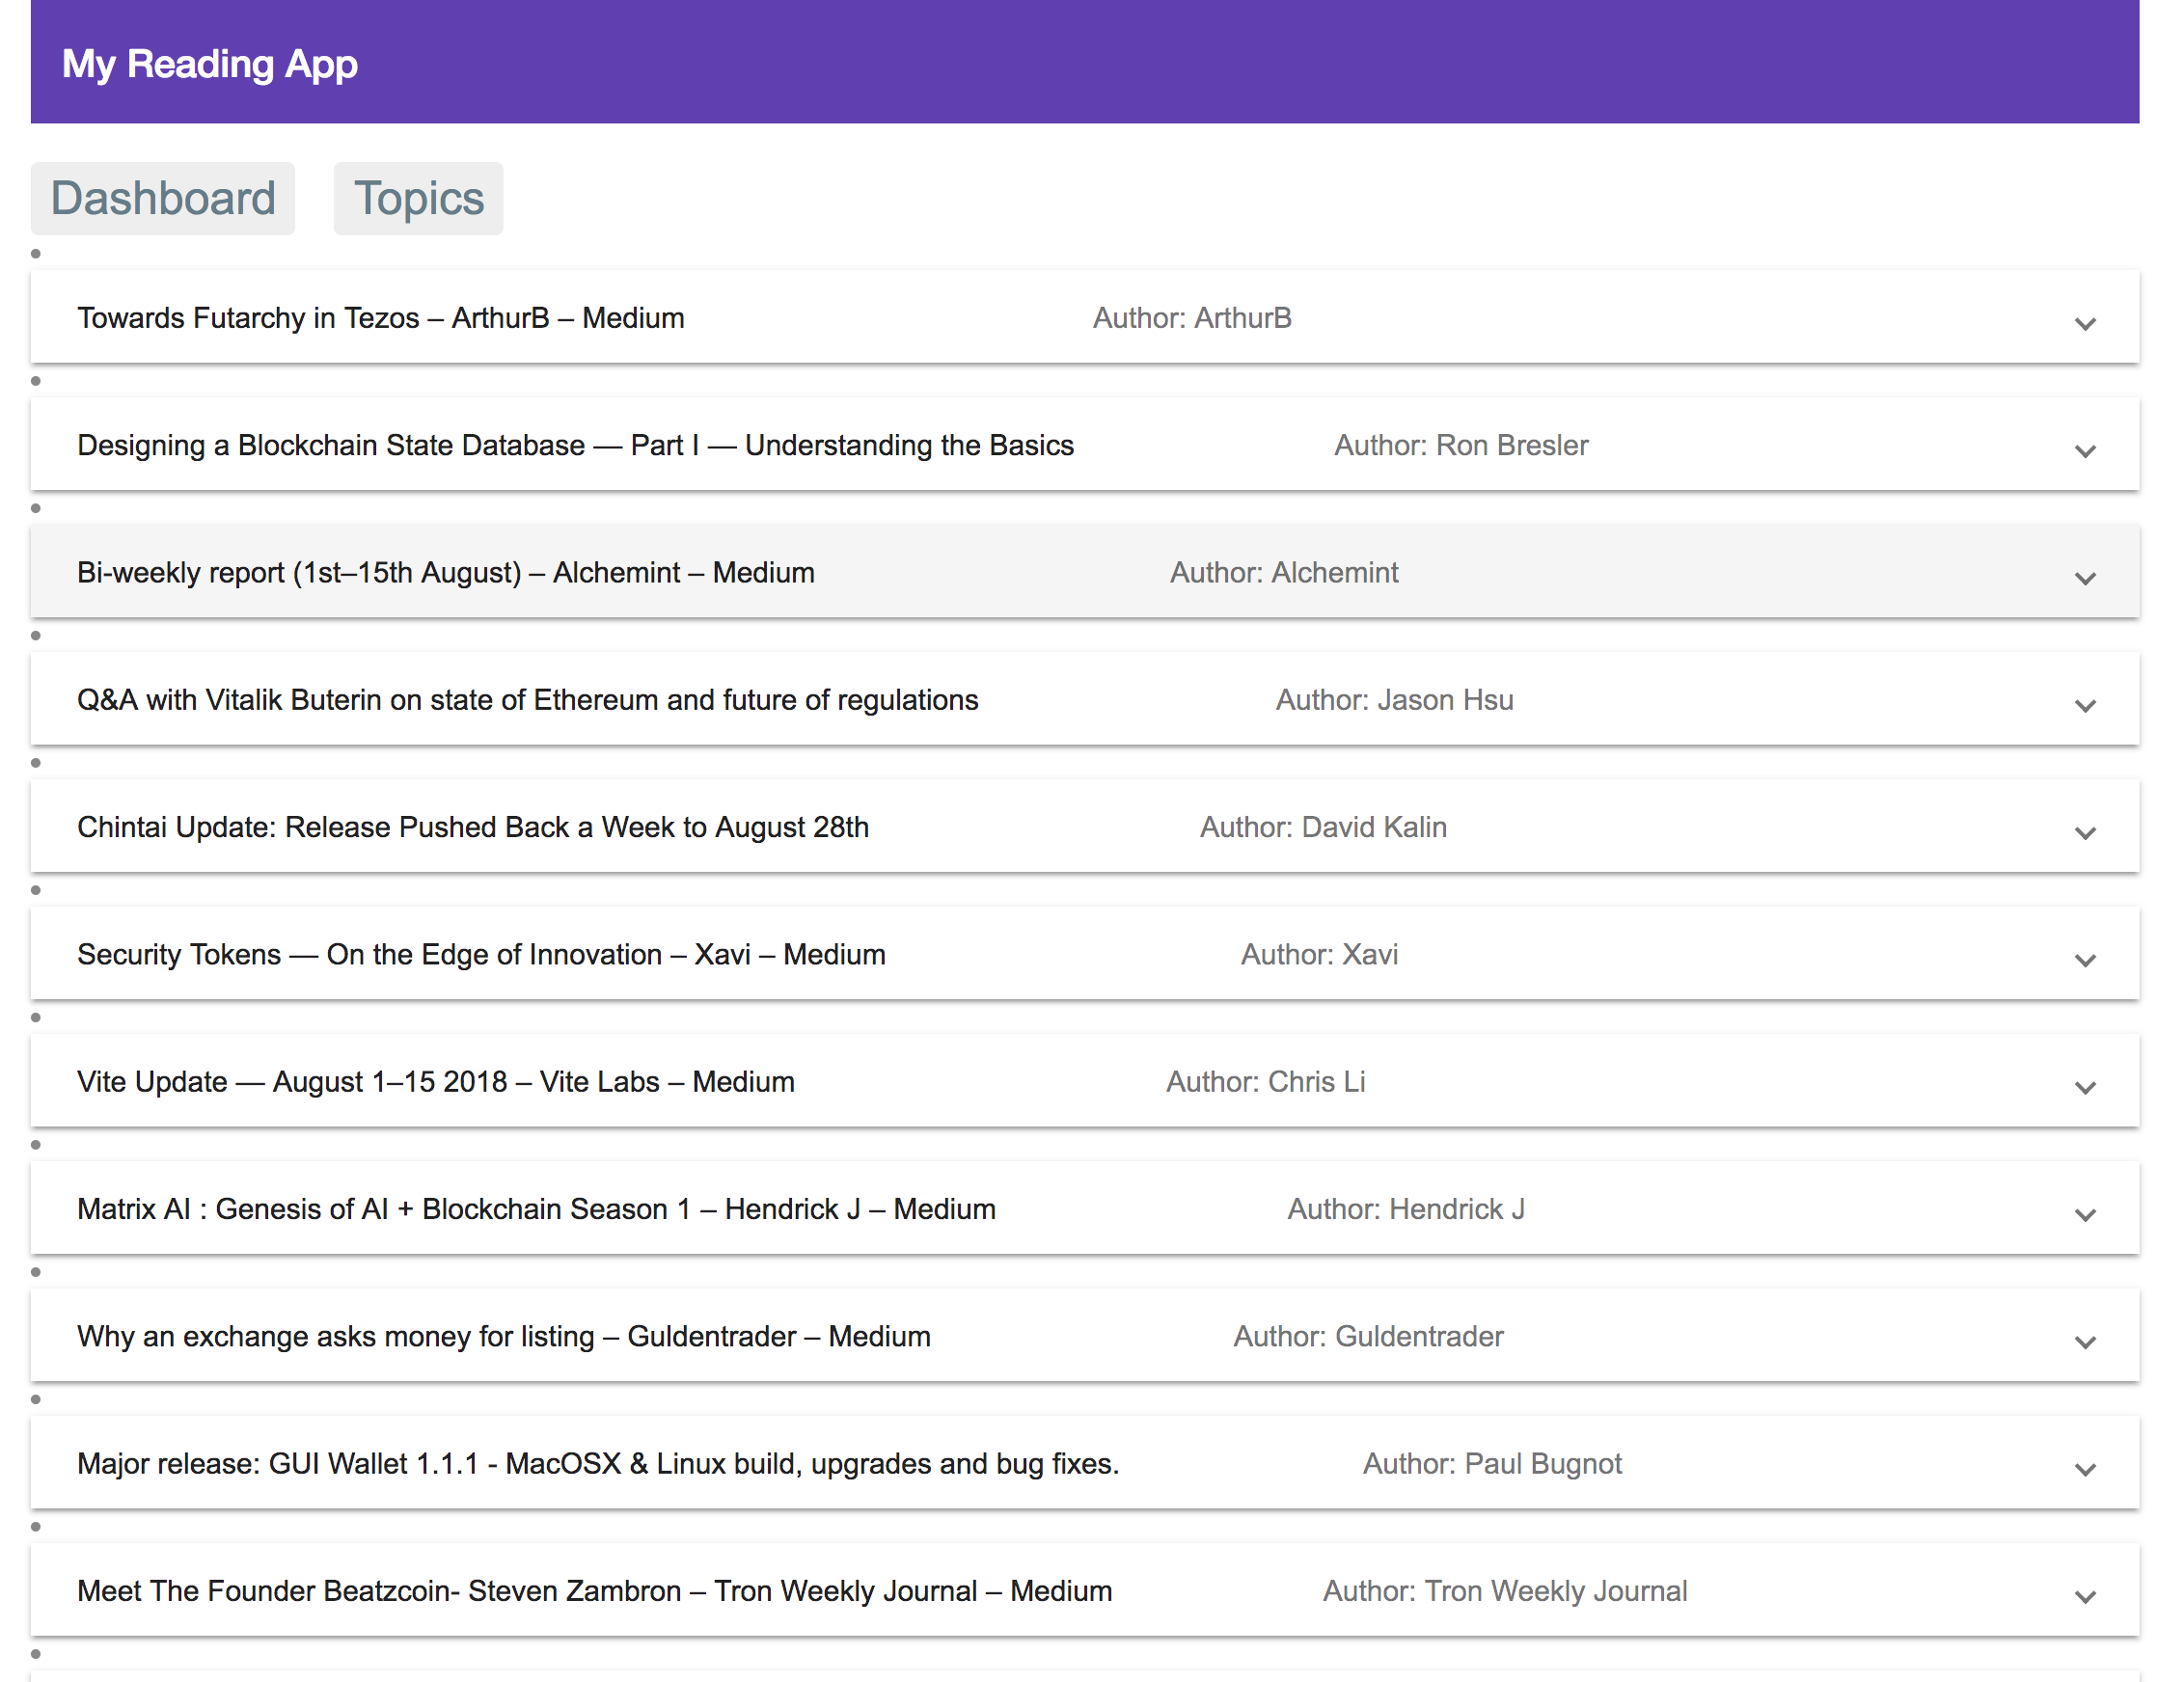 My Reading App
Dashboard Topics
Towards Futarchy in Tezos – ArthurB – Medium Author: ArthurB
Designing a Blockchain State Database — Part I — Understanding the Basics Author: Ron Bresler
Bi-weekly report (1st–15th August) – Alchemint – Medium Author: Alchemint
Q&A with Vitalik Buterin on state of Ethereum and future of regulations Author: Jason Hsu
Chintai Update: Release Pushed Back a Week to August 28th Author: David Kalin
Security Tokens — On the Edge of Innovation – Xavi – Medium Author: Xavi
Vite Update — August 1–15 2018 – Vite Labs – Medium Author: Chris Li
Matrix AI : Genesis of AI + Blockchain Season 1 – Hendrick J – Medium Author: Hendrick J
Why an exchange asks money for listing – Guldentrader – Medium Author: Guldentrader
Major release: GUI Wallet 1.1.1 - MacOSX & Linux build, upgrades and bug fixes. Author: Paul Bugnot
Meet The Founder Beatzcoin- Steven Zambron – Tron Weekly Journal – Medium Author: Tron Weekly Journal